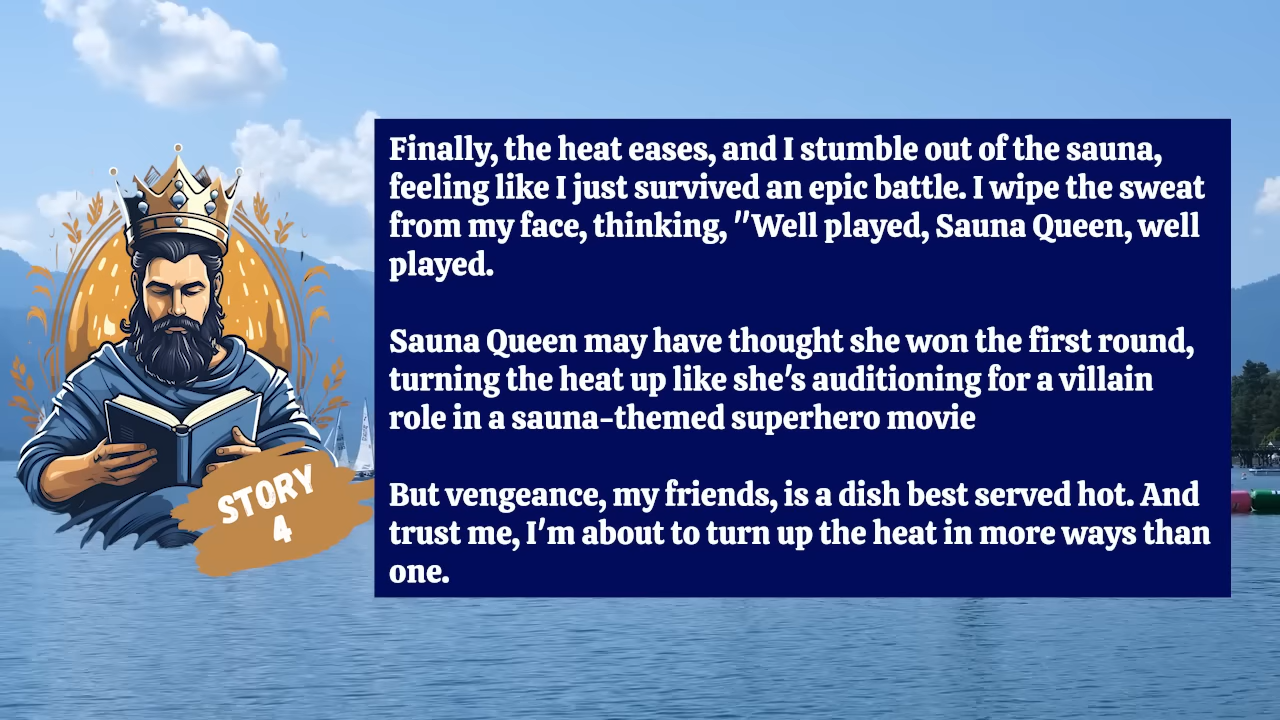 Finally, the heat eases, and I stumble out of the sauna,
feeling like I just survived an epic battle. I wipe the sweat
from my face, thinking, "Well played, Sauna Queen, well
played.
Sauna Queen may have thought she won the first round,
turning the heat up like she's auditioning for a villain
role in a sauna-themed superhero movie
But vengeance, my friends, is a dish best served hot. And
trust me, I'm about to turn up the heat in more ways than
one.
STORY
4